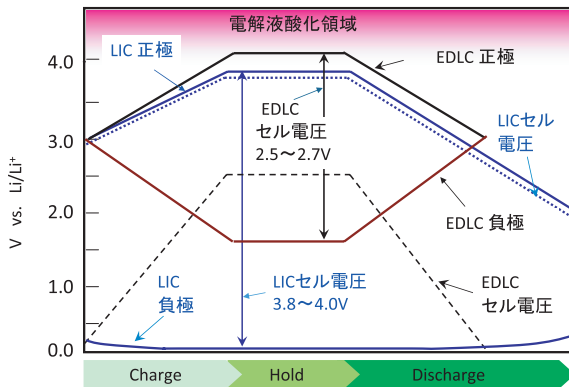 電解液酸化領域
4.0
LIC 正極
EDLC 正極
EDLC
セル電圧
2.5～2.7V
LICセル
電圧
3.0
V vs. Li/Li⁺
2.0
EDLC 負極
1.0
LIC
負極
LICセル電圧
3.8～4.0V
EDLC
セル電圧
0.0
Charge
Hold
Discharge